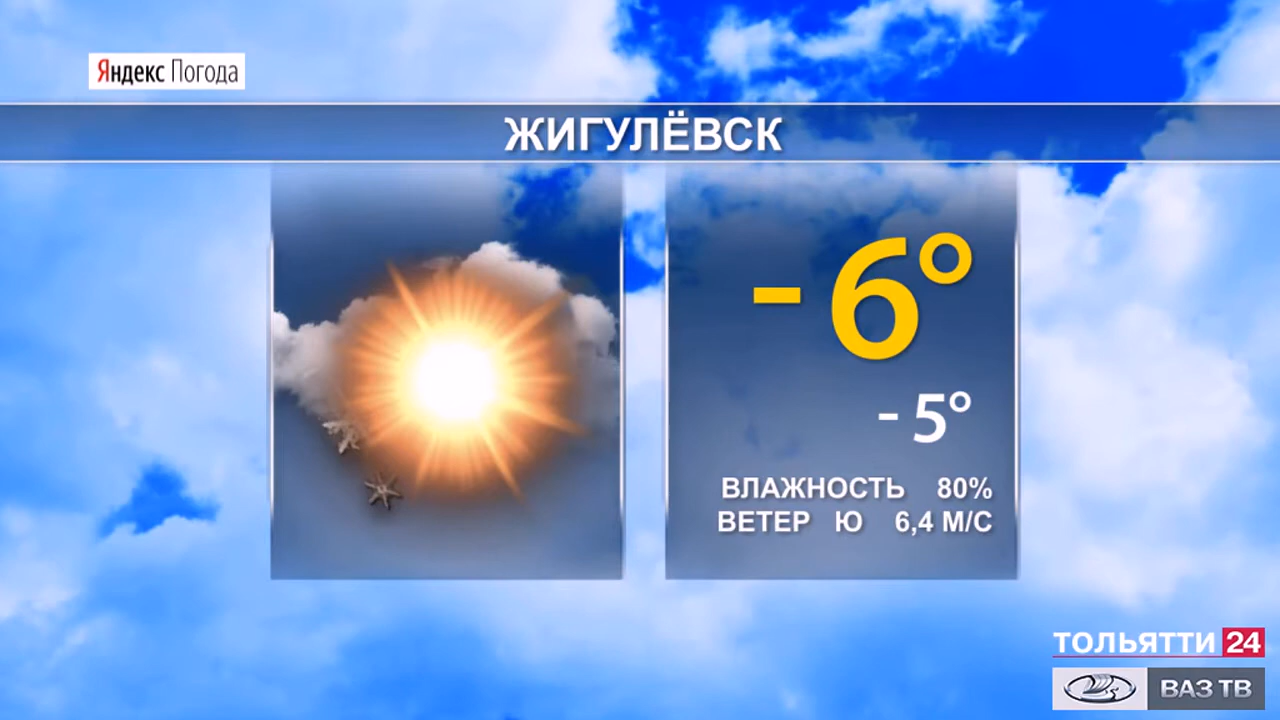 Яндекс Погода
ЖИГУЛЁВСК
- 6°
- 5°
ВЛАЖНОСТЬ 80%
ВЕТЕР Ю 6,4 М/С
ТОЛЬЯТТИ 24
ВАЗ ТВ